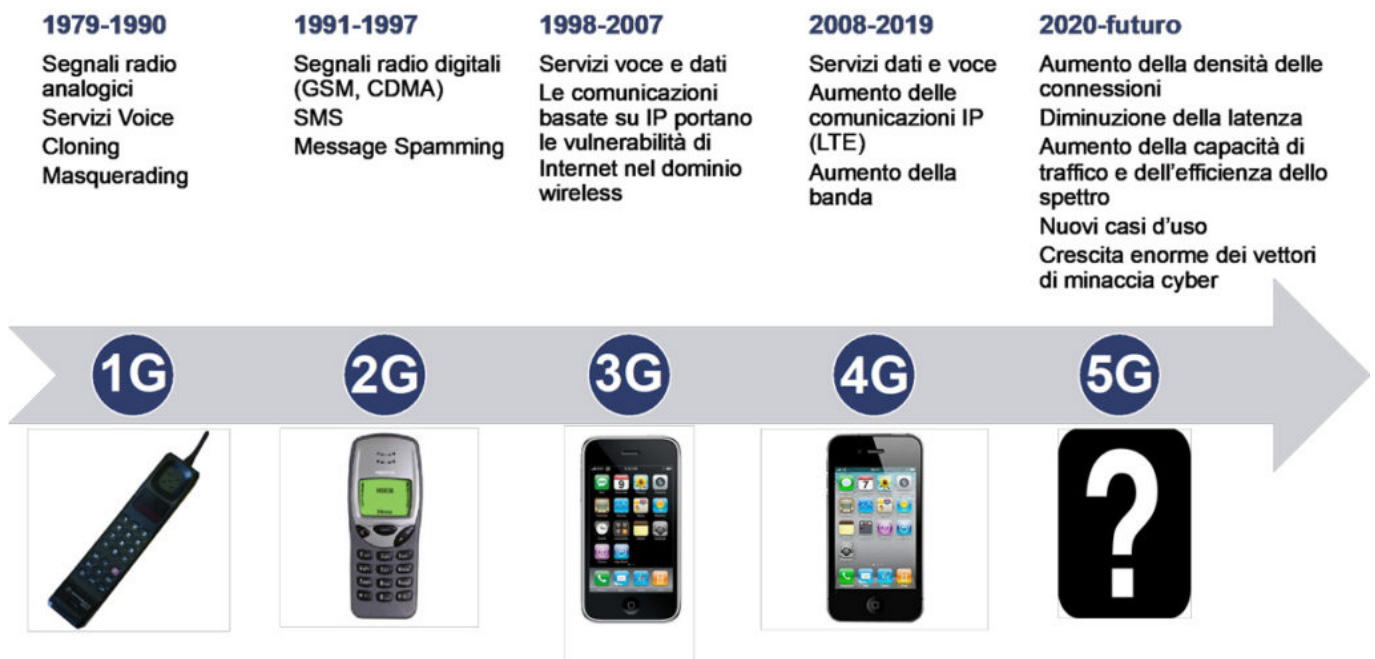 1979-1990
Segnali radio
analogici
Servizi Voice
Cloning
Masquerading
1991-1997
Segnali radio digitali
(GSM, CDMA)
SMS
Message Spamming
1998-2007
Servizi voce e dati
Le comunicazioni
basate su IP portano
le vulnerabilità di
Internet nel dominio
wireless
2008-2019
Servizi dati e voce
Aumento delle
comunicazioni IP
(LTE)
Aumento della
banda
2020-futuro
Aumento della densità delle
connessioni
Diminuzione della latenza
Aumento della capacità di
traffico e dell'efficienza dello
spettro
Nuovi casi d'uso
Crescita enorme dei vettori
di minaccia cyber
1G
2G
3G
4G
5G
9
7
?